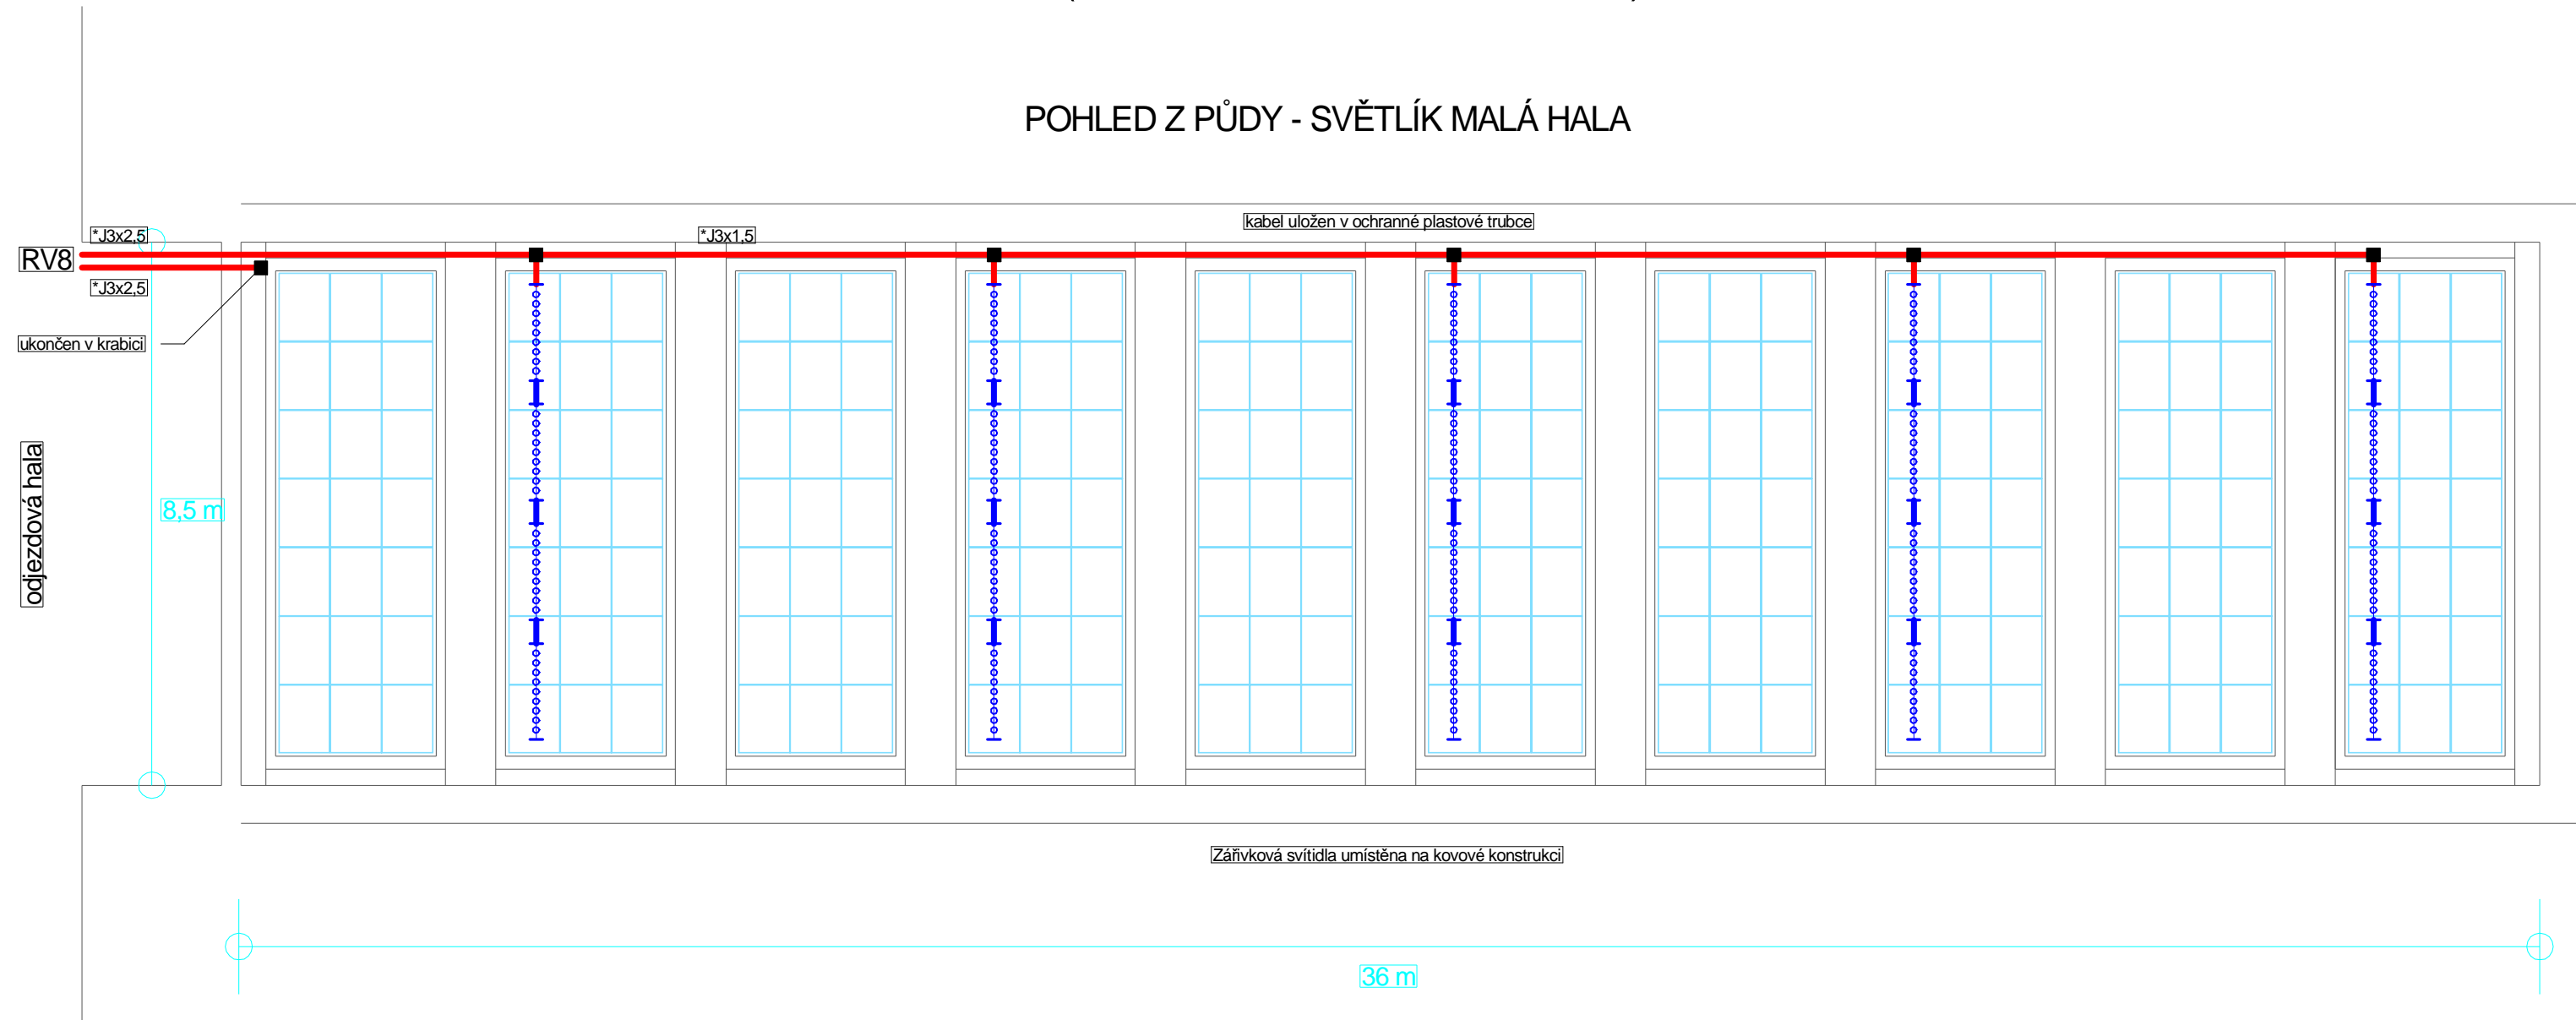 POHLED Z PŮDY - SVĚTLÍK MALÁ HALA
kabel uložen v ochranné plastové trubce
*J3x2,5
*J3x1,5
RV8
*J3x2,5
ukončen v krabici
odjezdová hala
8,5 m
Zářivková svítidla umístěna na kovové konstrukci
36 m